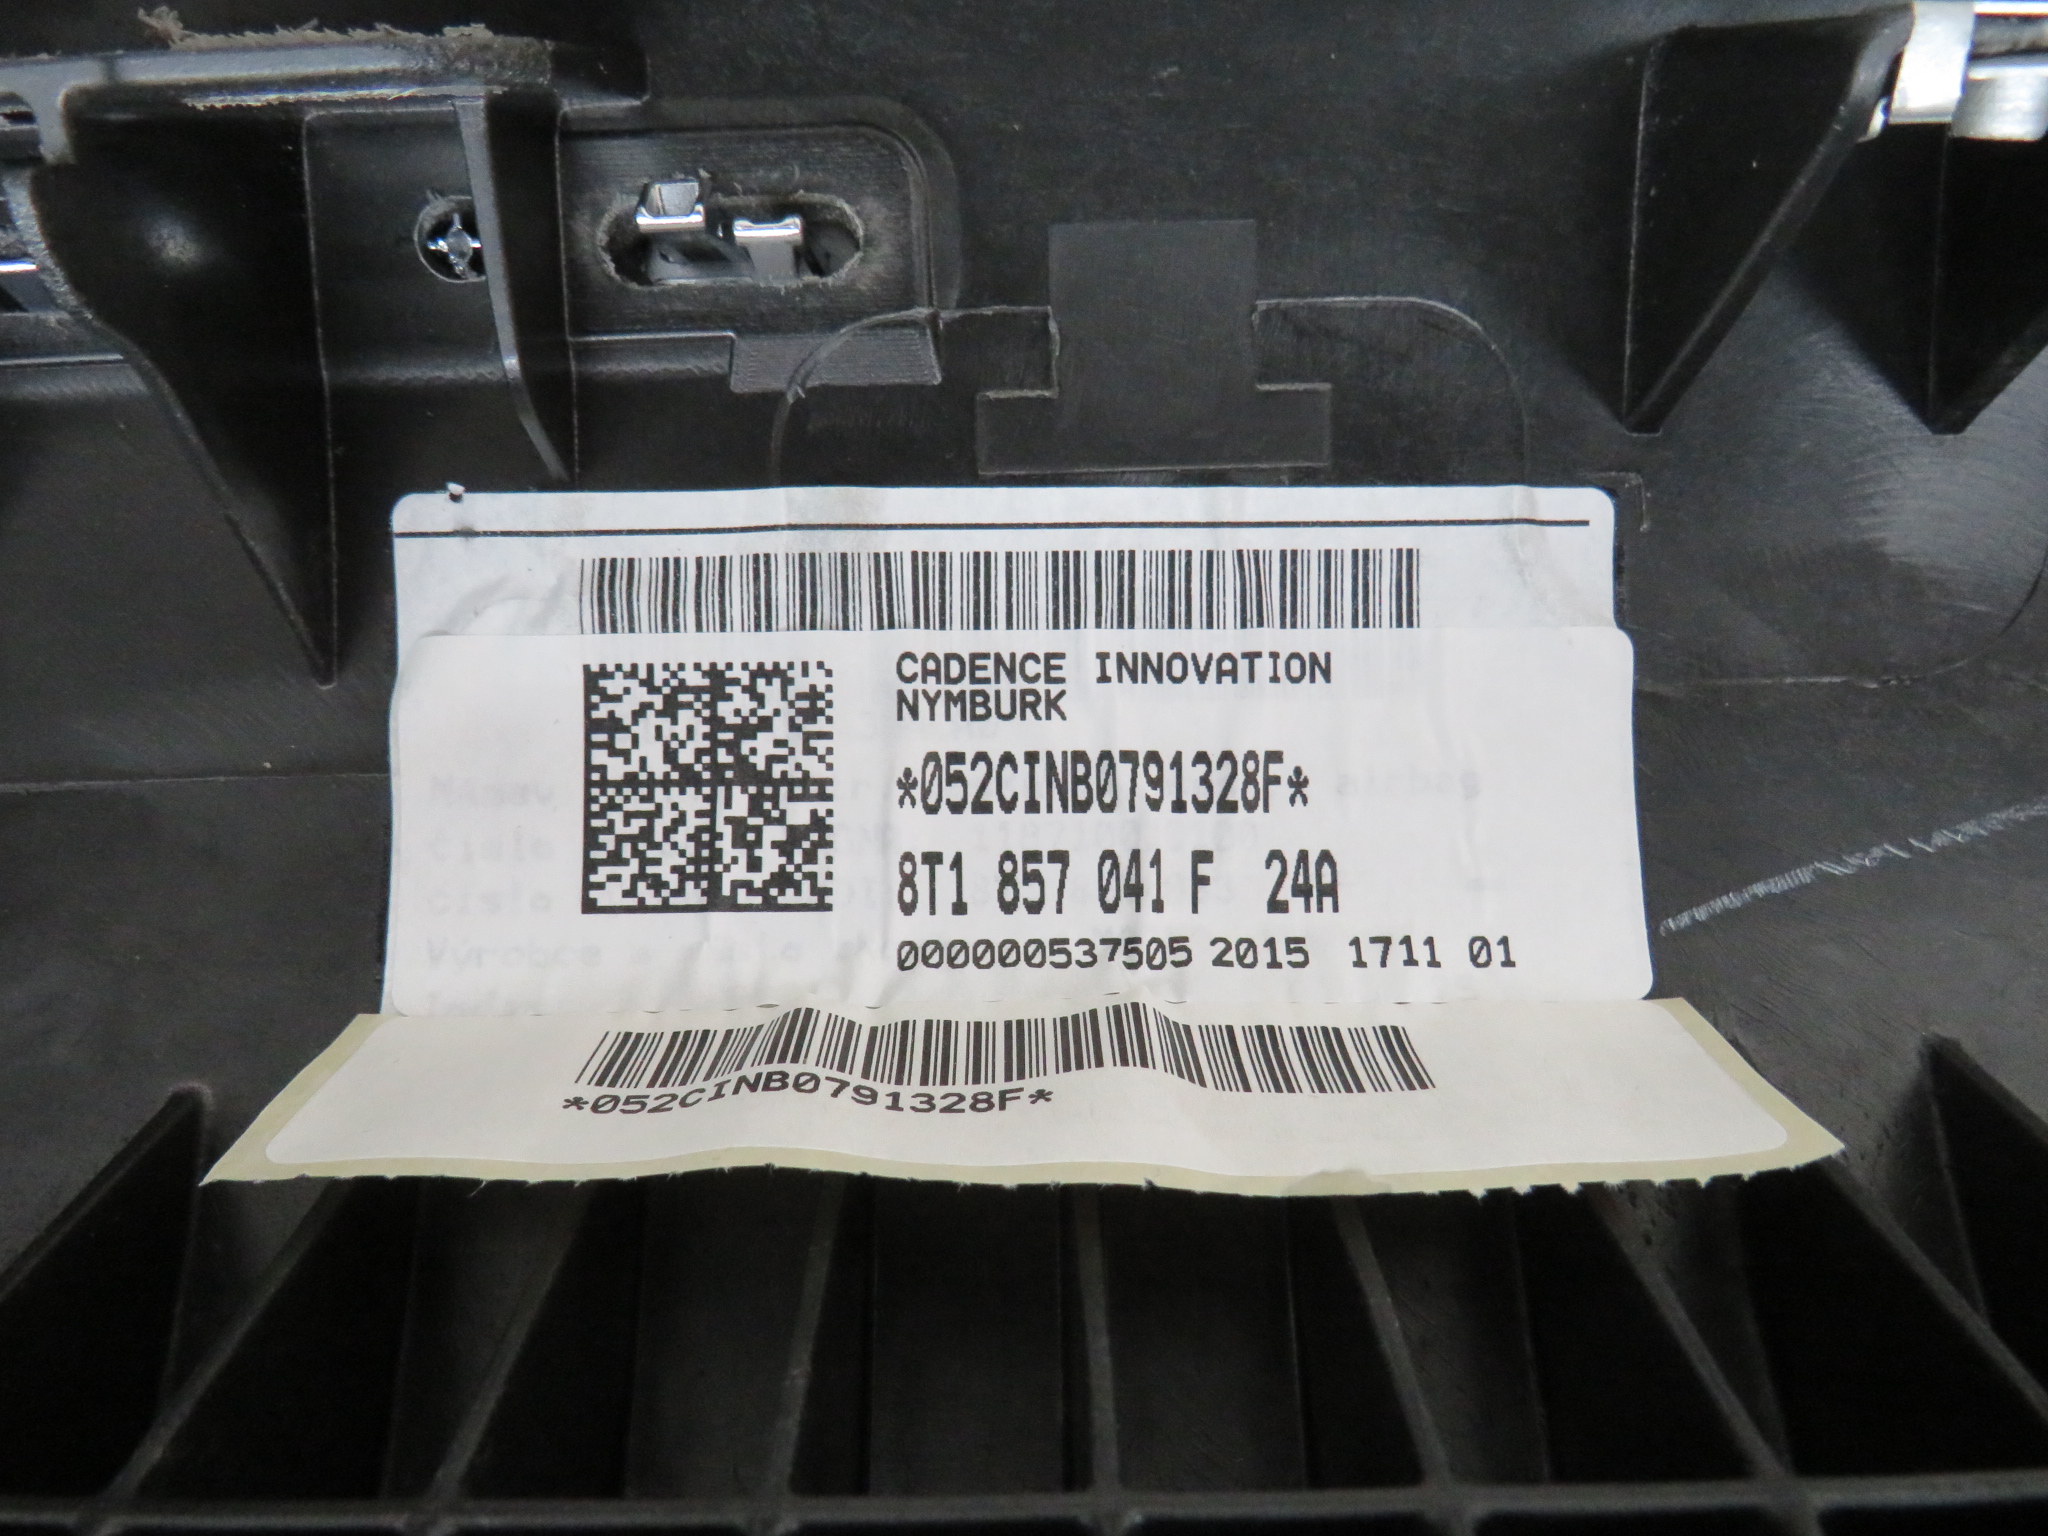 CADENCE INNOVATION
NYMBURK
*052CINB0791328F*
8T1 857 041 F 24A
000000537505 2015 1711 01
*052CINB0791328F*